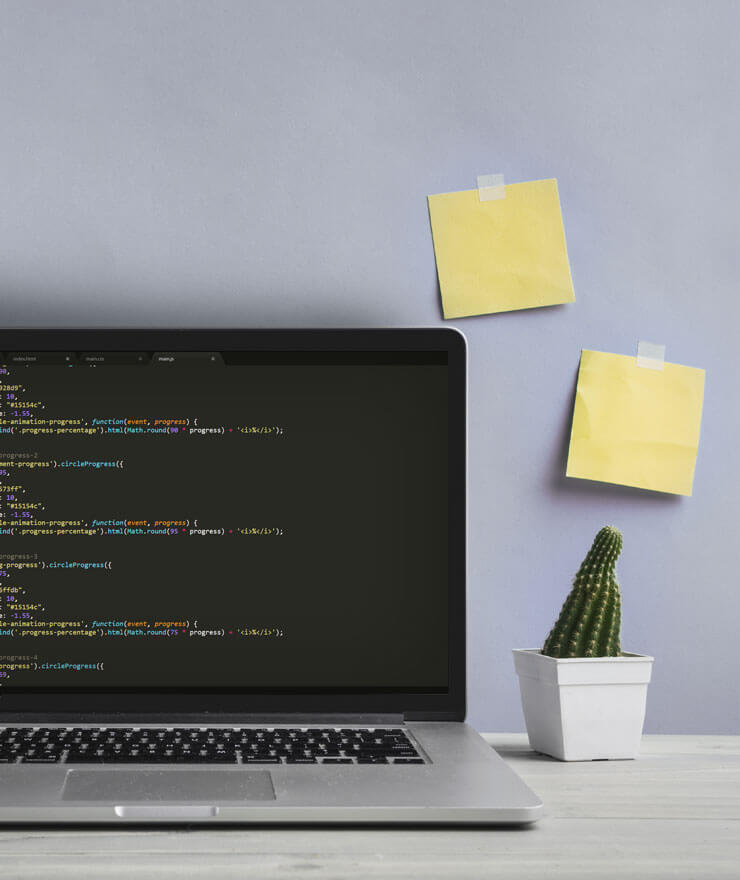 index.html
main.css
main.js
90,
928d9",
: 10,
: "#15154c",
e: -1.55,
le-animation-progress', function(event, progress) {
ind('.progress-percentage').html(Math.round(90 * progress) + '<i>%</i>');
progress-2
ment-progress').circleProgress({
95,
573ff",
: 10,
: "#15154c",
e: -1.55,
le-animation-progress', function(event, progress) {
ind('.progress-percentage').html(Math.round(95 * progress) + '<i>%</i>');
progress-3
g-progress').circleProgress({
75,
6ffdb",
: 10,
: "#15154c",
e: -1.55,
le-animation-progress', function(event, progress) {
ind('.progress-percentage').html(Math.round(75 * progress) + '<i>%</i>');
progress-4
progress').circleProgress({